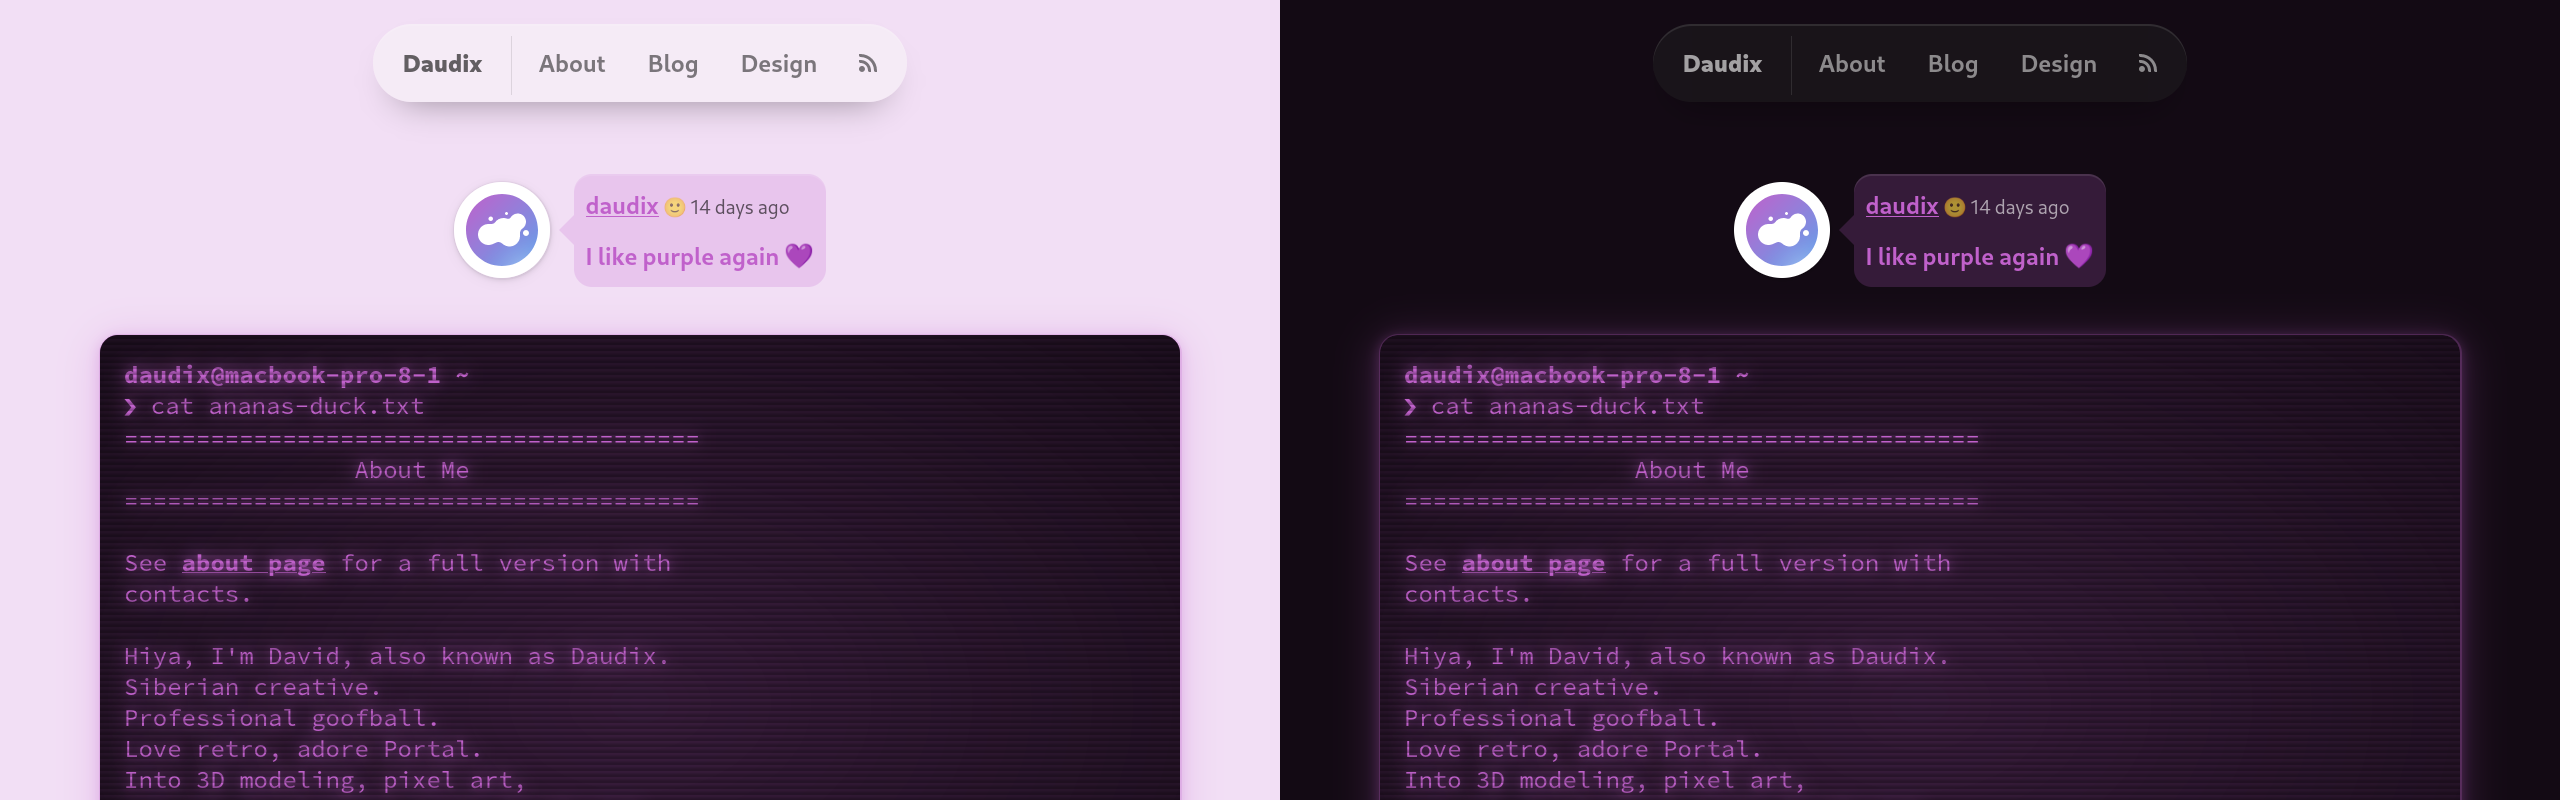 Daudix About Blog Design
daudix 🙂 14 days ago
I like purple again 💜
daudix@macbook-pro-8-1 ~
❯ cat ananas-duck.txt
========================================
About Me
========================================
See about page for a full version with
contacts.
Hiya, I'm David, also known as Daudix.
Siberian creative.
Professional goofball.
Love retro, adore Portal.
Into 3D modeling, pixel art,
Daudix About Blog Design
daudix 🙂 14 days ago
I like purple again 💜
daudix@macbook-pro-8-1 ~
❯ cat ananas-duck.txt
========================================
About Me
========================================
See about page for a full version with
contacts.
Hiya, I'm David, also known as Daudix.
Siberian creative.
Professional goofball.
Love retro, adore Portal.
Into 3D modeling, pixel art,